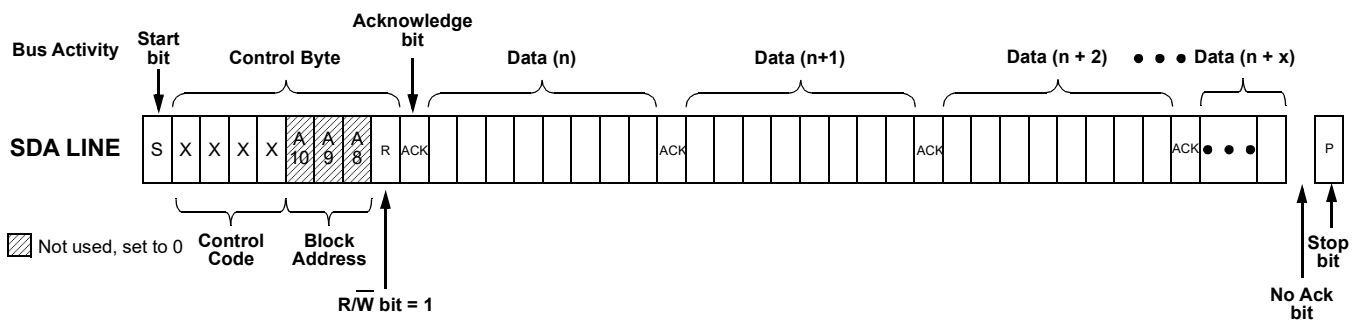 Bus Activity
Start
bit
Control Byte
Acknowledge
bit
Data (n)
Data (n+1)
Data (n + 2) • • • Data (n + x)
SDA LINE
S X X X X A 10 A 9 A 8 R ACK ACK ACK ACK • • • P
Not used, set to 0
Control
Code
Block
Address
R/W̅ bit = 1
No Ack
bit
Stop
bit